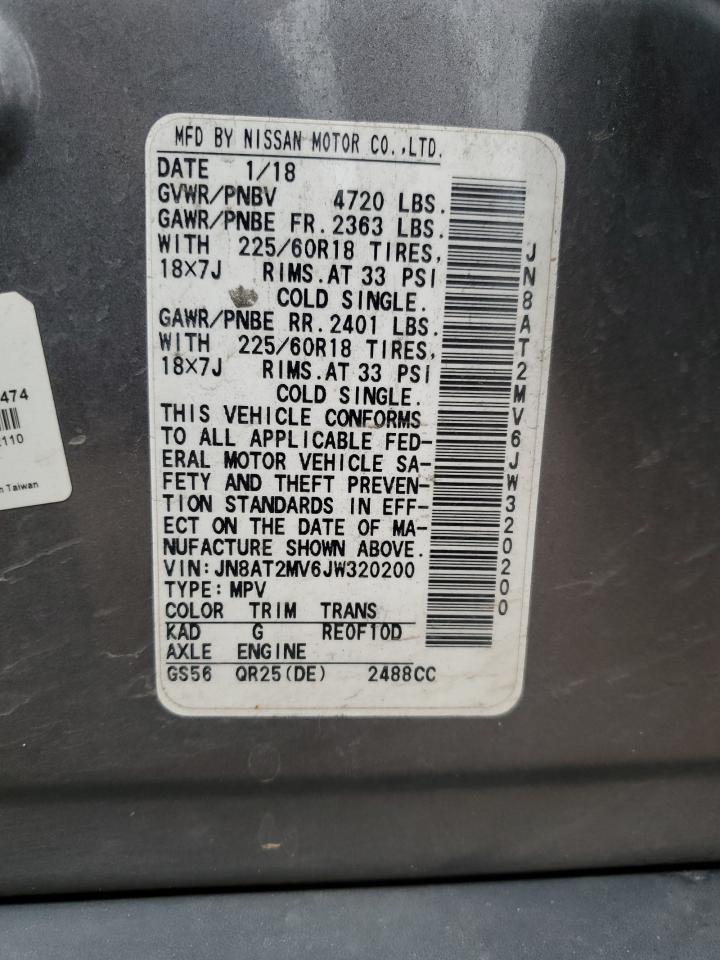 MFD BY NISSAN MOTOR CO.,LTD.
DATE 1/18
GVWR/PNBV 4720 LBS.
GAWR/PNBE FR. 2363 LBS.
WITH 225/60R18 TIRES,
18×7J RIMS. AT 33 PSI
COLD SINGLE.
GAWR/PNBE RR. 2401 LBS.
WITH 225/60R18 TIRES,
18×7J RIMS. AT 33 PSI
COLD SINGLE.
THIS VEHICLE CONFORMS
TO ALL APPLICABLE FED-
ERAL MOTOR VEHICLE SA-
FETY AND THEFT PREVEN-
TION STANDARDS IN EFF-
ECT ON THE DATE OF MA-
NUFACTURE SHOWN ABOVE.
VIN: JN8AT2MV6JW320200
TYPE: MPV
COLOR TRIM TRANS
KAD G RE0F10D
AXLE ENGINE
GS56 QR25(DE) 2488CC
JN8AT2MV6JW320200
474
110
Taiwan